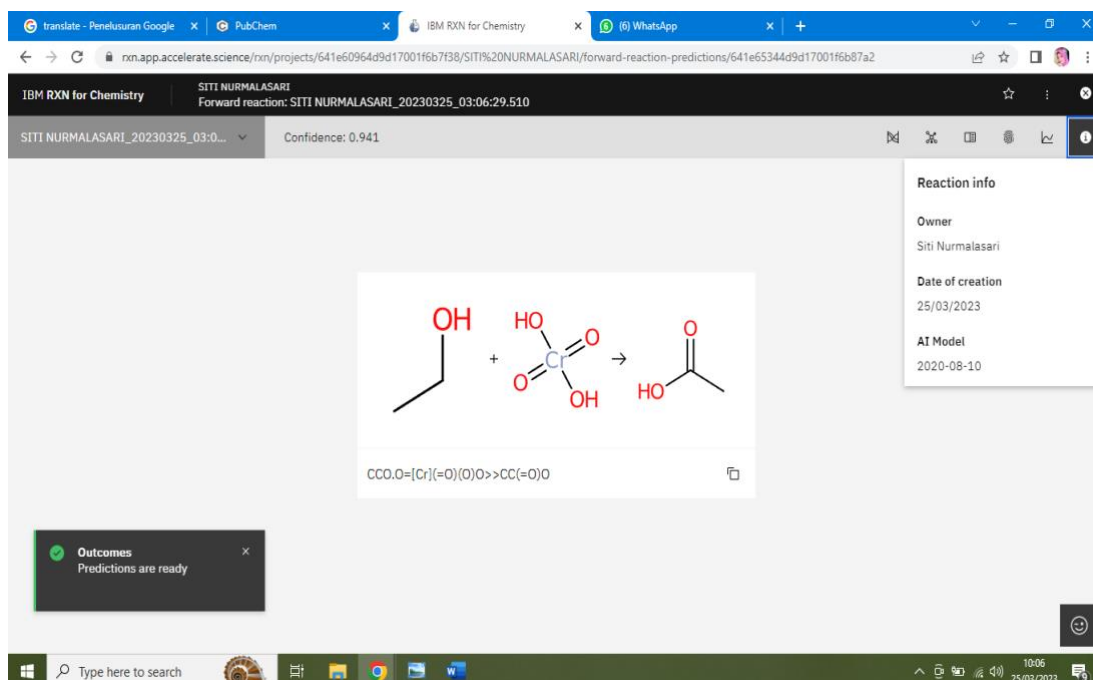 translate - Penelusuran Google
PubChem
IBM RXN for Chemistry
(6) WhatsApp
rxn.app.accelerate.science/rxn/projects/641e60964d9d17001f6b7f38/SITI%20NURMALASARI/forward-reaction-predictions/641e65344d9d17001f6b87a2
IBM RXN for Chemistry
SITI NURMALASARI
Forward reaction: SITI NURMALASARI_20230325_03:06:29.510
SITI NURMALASARI_20230325_03:0...
Confidence: 0.941
Reaction info
Owner
Siti Nurmalasari
Date of creation
25/03/2023
AI Model
2020-08-10
OH
+
HO
O
Cr
O
OH
→
O
HO
CCO.O=[Cr](=O)(O)O>>CC(=O)O
Outcomes
Predictions are ready
Type here to search
10:06
25/03/2023